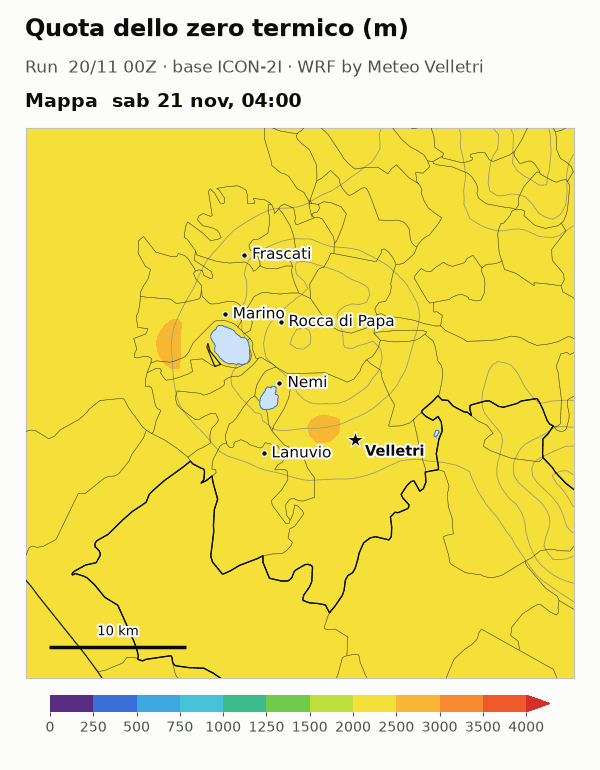 Quota dello zero termico (m)
Run  20/11 00Z · base ICON-2I · WRF by Meteo Velletri
Mappa  sab 21 nov, 04:00
Frascati
Marino
Rocca di Papa
Nemi
Velletri
Lanuvio
10 km
0 250 500 750 1000 1250 1500 2000 2500 3000 3500 4000